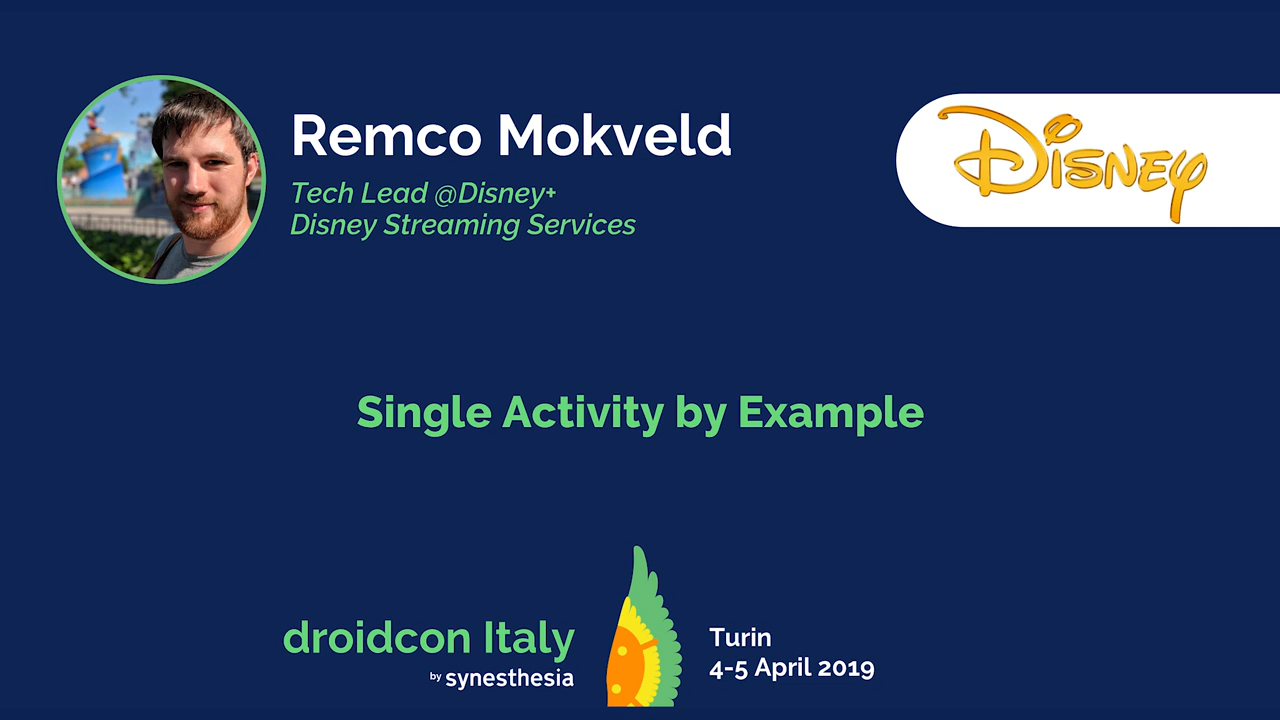 Remco Mokveld
Tech Lead @Disney+
Disney Streaming Services
Disney
Single Activity by Example
droidcon Italy
by synesthesia
Turin
4-5 April 2019